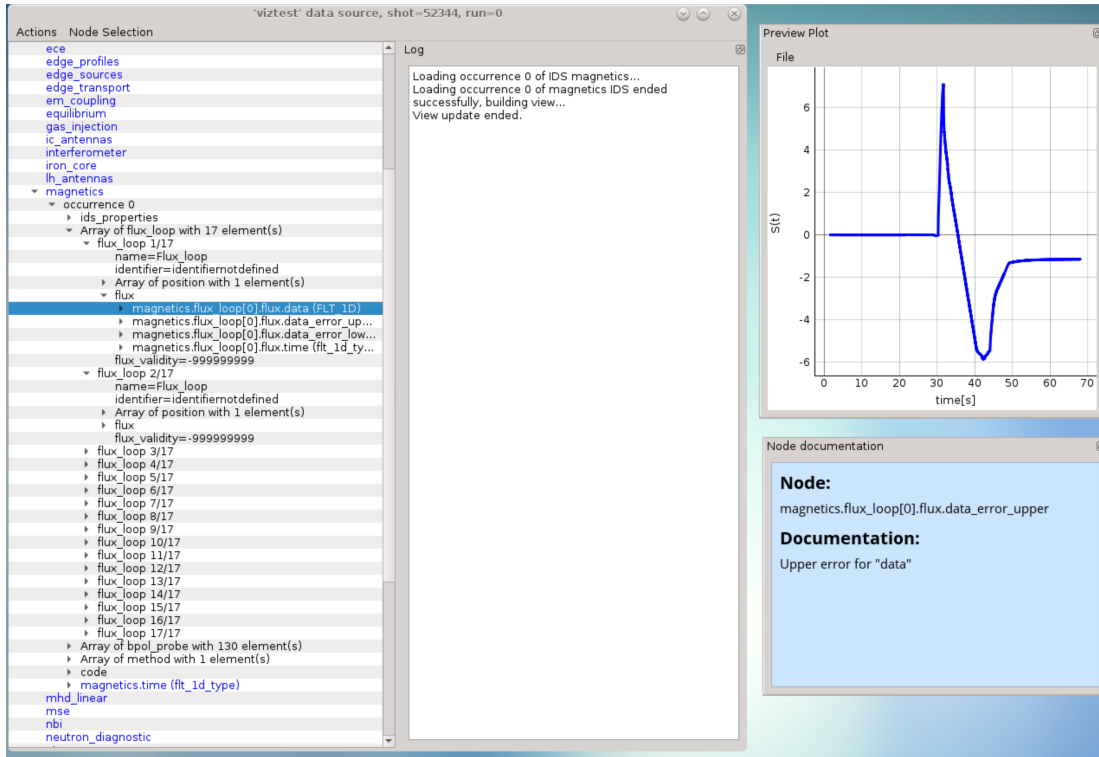 'viztest' data source, shot=52344, run=0
Actions Node Selection
ece
edge_profiles
edge_sources
edge_transport
em_coupling
equilibrium
gas_injection
ic_antennas
interferometer
iron_core
lh_antennas
magnetics
occurrence 0
ids_properties
Array of flux_loop with 17 element(s)
flux_loop 1/17
name=Flux_loop
identifier=identifiernotdefined
Array of position with 1 element(s)
flux
magnetics.flux_loop[0].flux.data (FLT_1D)
magnetics.flux_loop[0].flux.data_error_up...
magnetics.flux_loop[0].flux.data_error_low...
magnetics.flux_loop[0].flux.time (flt_1d_ty...
flux_validity=-999999999
flux_loop 2/17
name=Flux_loop
identifier=identifiernotdefined
Array of position with 1 element(s)
flux
flux_validity=-999999999
flux_loop 3/17
flux_loop 4/17
flux_loop 5/17
flux_loop 6/17
flux_loop 7/17
flux_loop 8/17
flux_loop 9/17
flux_loop 10/17
flux_loop 11/17
flux_loop 12/17
flux_loop 13/17
flux_loop 14/17
flux_loop 15/17
flux_loop 16/17
flux_loop 17/17
Array of bpol_probe with 130 element(s)
Array of method with 1 element(s)
code
magnetics.time (flt_1d_type)
mhd_linear
mse
nbi
neutron_diagnostic
Log
Loading occurrence 0 of IDS magnetics...
Loading occurrence 0 of magnetics IDS ended
successfully, building view...
View update ended.
Preview Plot
File
6
4
2
0
-2
-4
-6
S(t)
0 10 20 30 40 50 60 70
time[s]
Node documentation
Node:
magnetics.flux_loop[0].flux.data_error_upper
Documentation:
Upper error for "data"